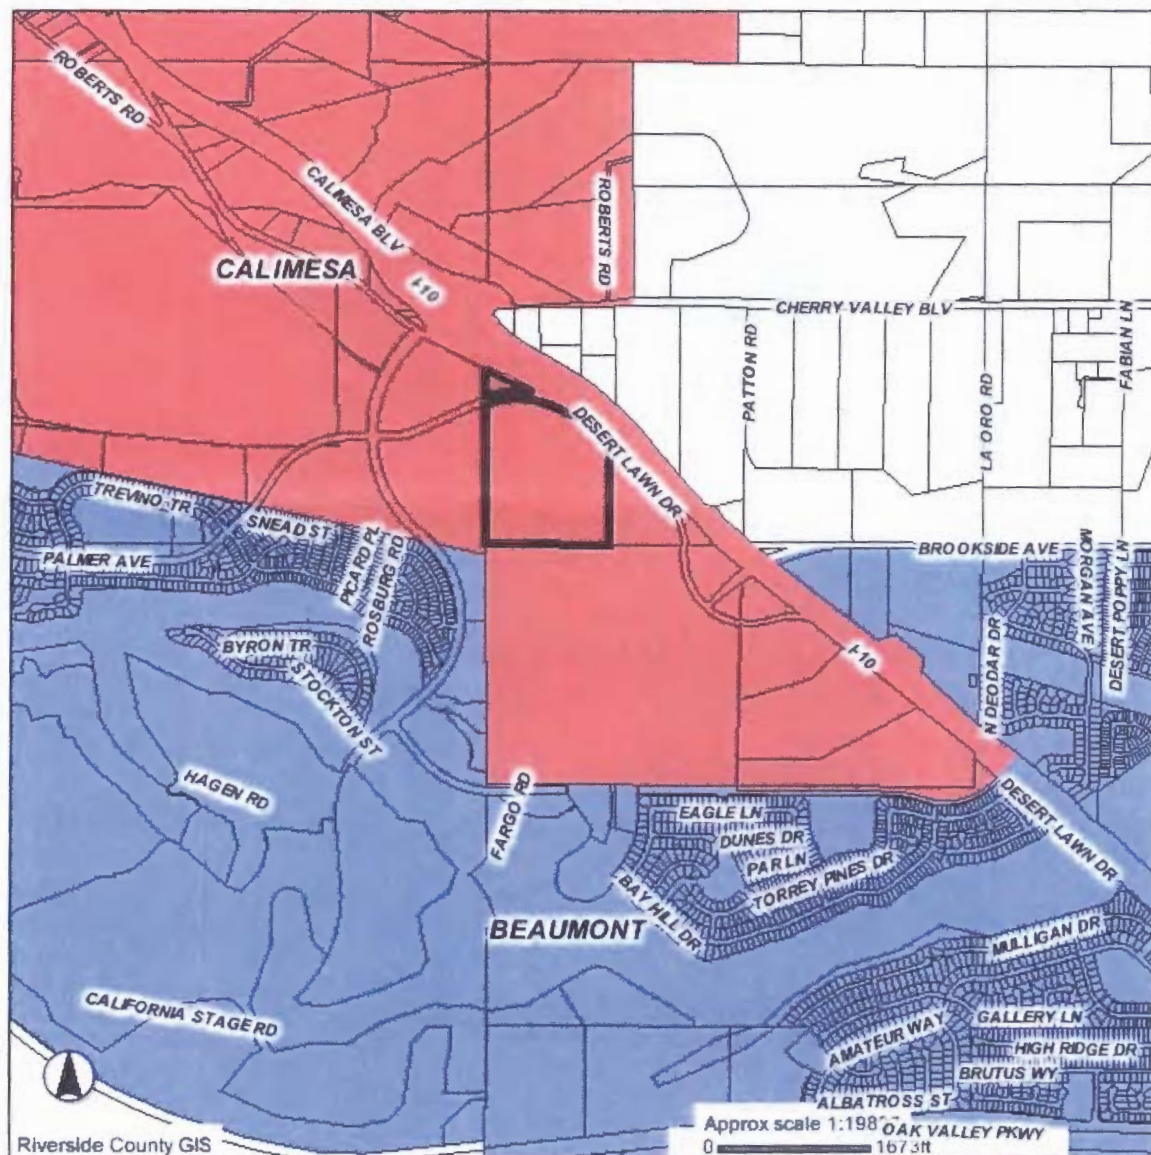 ROBERTS RD
CALIMESA BLV
ROBERTS RD
CALIMESA
I-10
CHERRY VALLEY BLV
PATTON RD
LA ORO RD
FABIAN LN
DESERT LAWN DR
TREVINO TR
SNEAD ST
PICARD PL
ROSBURG RD
PALMER AVE
BROOKSIDE AVE
MORGAN AVE
DESERT POPPY LN
BYRON TR
STOCKTON ST
I-10
N DEODAR DR
HAGEN RD
FARGO RD
EAGLE LN
DUNES DR
PAR LN
TORREY PINES DR
BAY HILL DR
DESERT LAWN DR
BEAUMONT
MULLIGAN DR
CALIFORNIA STAGE RD
GALLERY LN
AMATEUR WAY
HIGH RIDGE DR
BRUTUS WY
ALBATROSS ST
Approx scale
OAK VALLEY PKWY
Riverside County GIS
0 1673ft